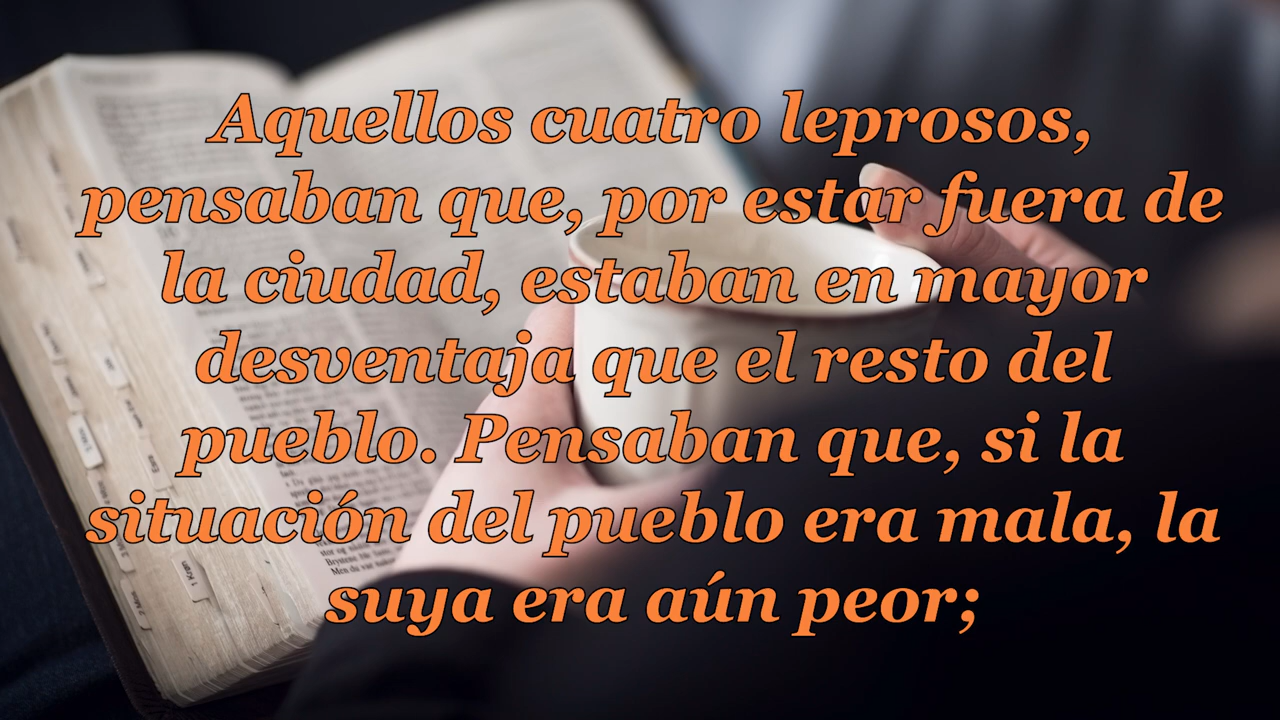 Aquellos cuatro leprosos,
pensaban que, por estar fuera de
la ciudad, estaban en mayor
desventaja que el resto del
pueblo. Pensaban que, si la
situación del pueblo era mala, la
suya era aún peor;